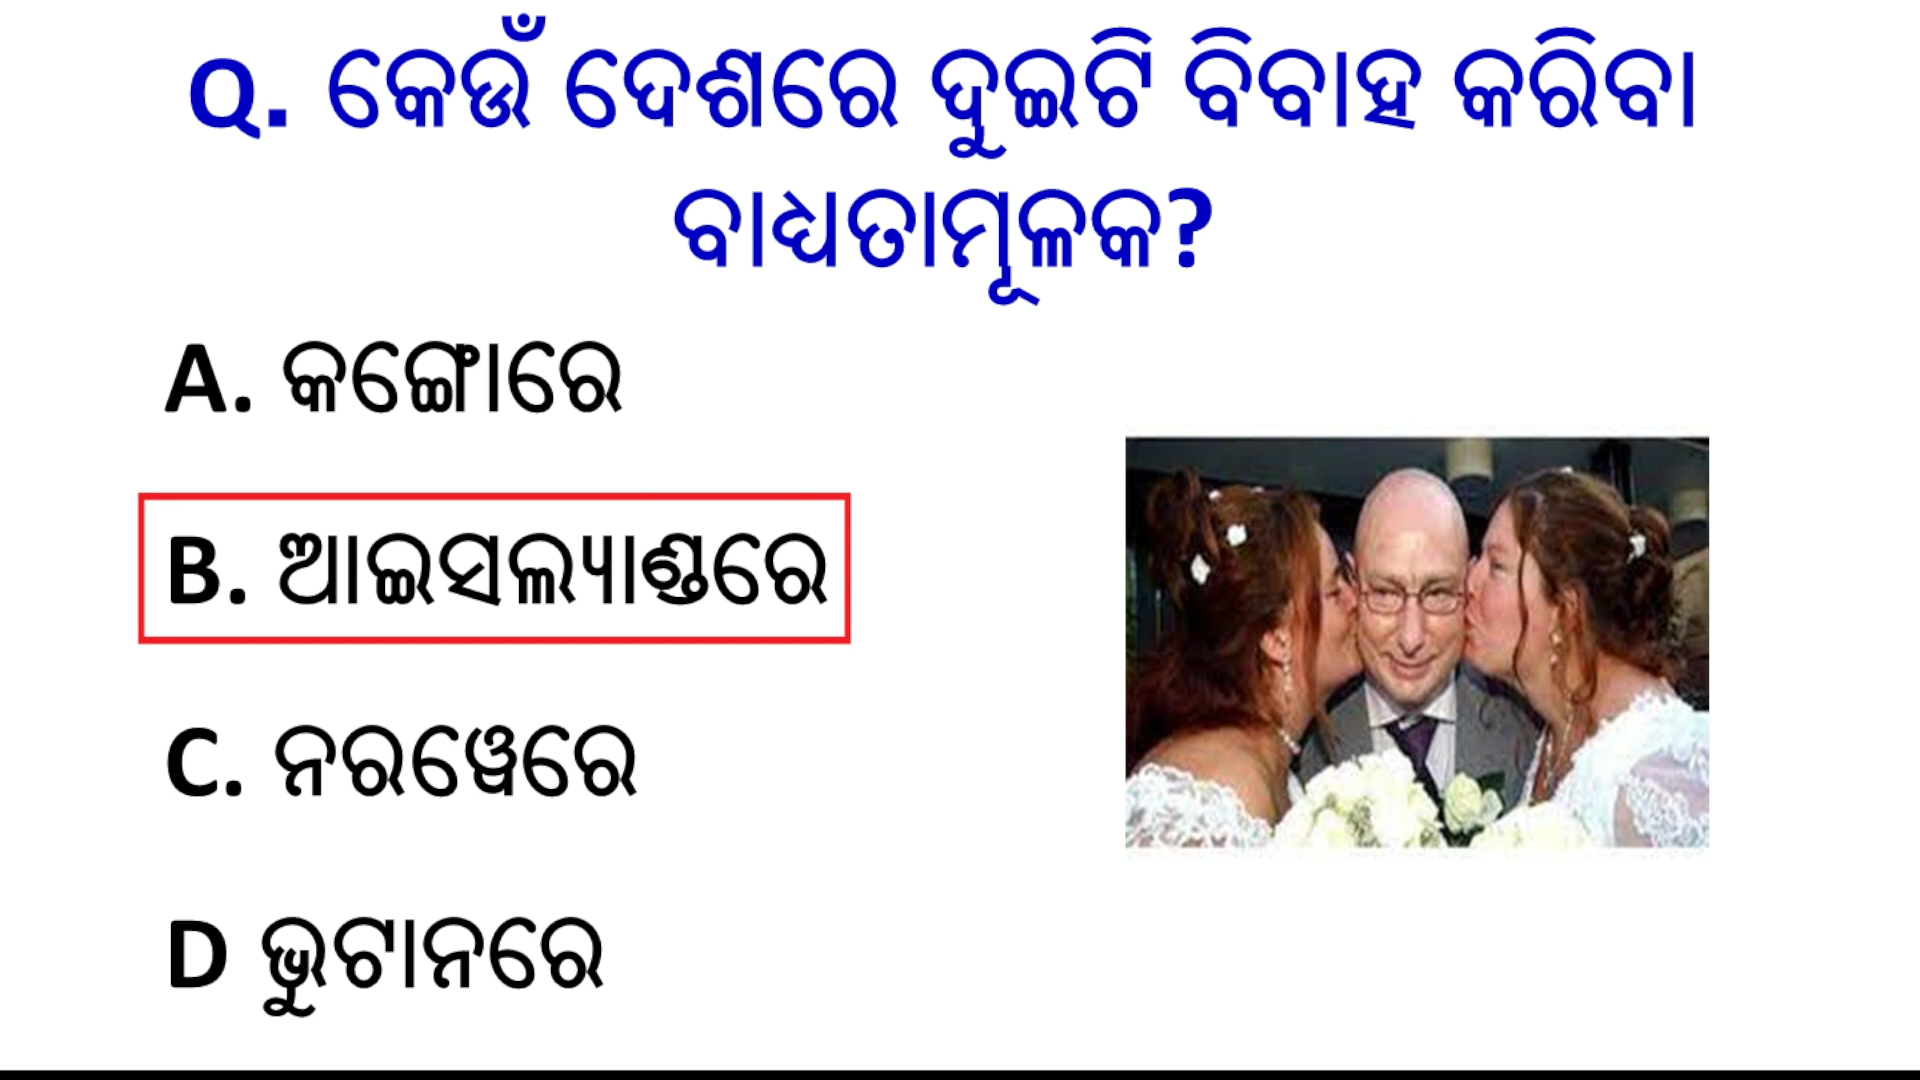 Q. କେଉଁ ଦେଶରେ ଦୁଇଟି ବିବାହ କରିବା
ବାଧ୍ୟତାମୂଳକ?
A. କଙ୍ଗୋରେ
B. ଆଇସଲ୍ୟାଣ୍ଡରେ
C. ନରୱେରେ
D ଭୁଟାନରେ